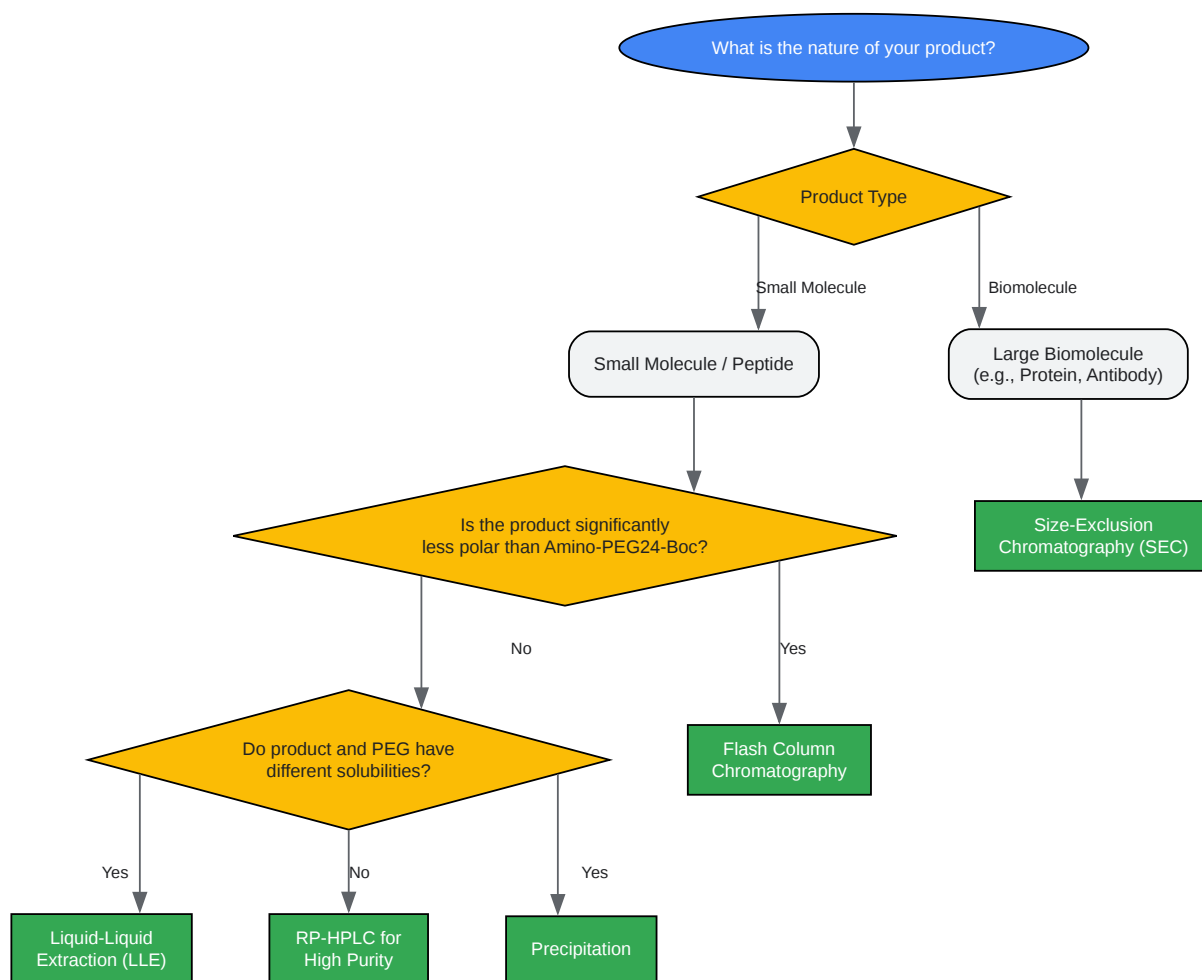 What is the nature of your product?
Product Type
Small Molecule
Biomolecule
Small Molecule / Peptide
Large Biomolecule
(e.g., Protein, Antibody)
Is the product significantly
less polar than Amino-PEG24-Boc?
Size-Exclusion
Chromatography (SEC)
No
Yes
Do product and PEG have
different solubilities?
Flash Column
Chromatography
Yes
No
Yes
Liquid-Liquid
Extraction (LLE)
RP-HPLC for
High Purity
Precipitation